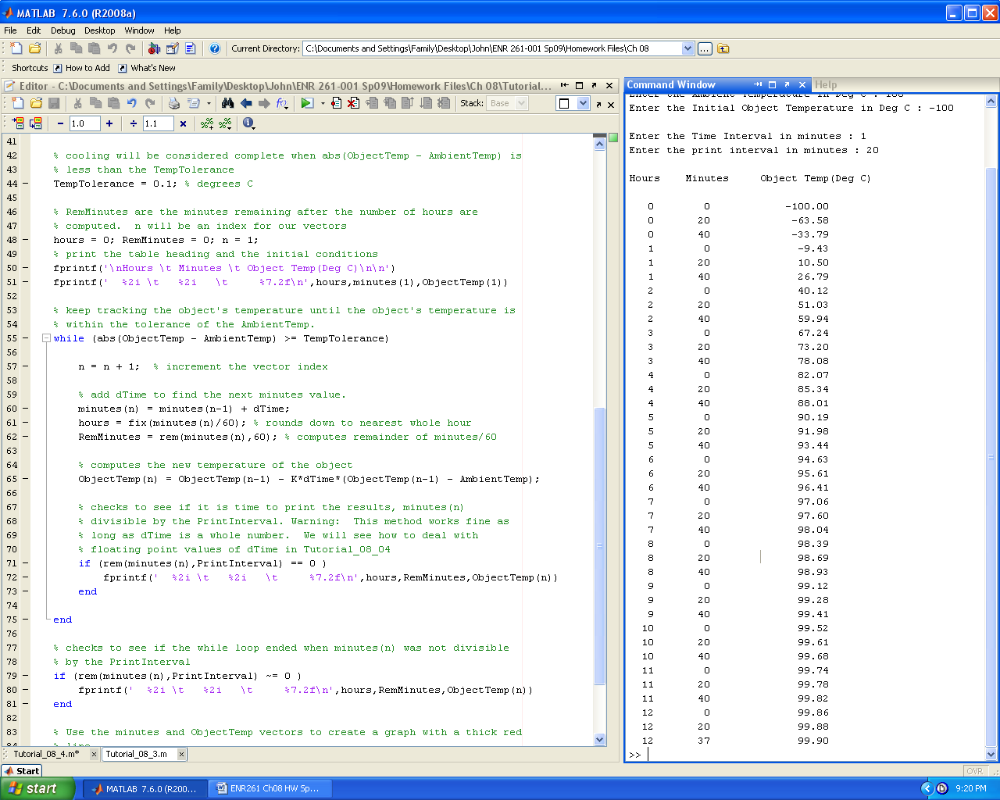 MATLAB 7.6.0 (R2008a)
File Edit Debug Desktop Window Help
Current Directory: C:\Documents and Settings\Family\Desktop\John\ENR 261-001 Sp09\Homework Files\Ch 08 ...
Shortcuts How to Add What's New
Editor - C:\Documents and Settings\Family\Desktop\John\ENR 261-001 Sp09\Homework Files\Ch 08\Tutorial...
Stack: Base
- 1.0 + ÷ 1.1 ×
41
42 % cooling will be considered complete when abs(ObjectTemp - AmbientTemp) is
43 % less than the TempTolerance
44 - TempTolerance = 0.1; % degrees C
45
46 % RemMinutes are the minutes remaining after the number of hours are
47 % computed.  n will be an index for our vectors
48 - hours = 0; RemMinutes = 0; n = 1;
49 % print the table heading and the initial conditions
50 - fprintf('\nHours \t Minutes \t Object Temp(Deg C)\n\n')
51 - fprintf('  %2i \t   %2i   \t     %7.2f\n',hours,minutes(1),ObjectTemp(1))
52
53 % keep tracking the object's temperature until the object's temperature is
54 % within the tolerance of the AmbientTemp.
55 - while (abs(ObjectTemp - AmbientTemp) >= TempTolerance)
56
57 - n = n + 1;  % increment the vector index
58
59 % add dTime to find the next minutes value.
60 - minutes(n) = minutes(n-1) + dTime;
61 - hours = fix(minutes(n)/60); % rounds down to nearest whole hour
62 - RemMinutes = rem(minutes(n),60); % computes remainder of minutes/60
63
64 % computes the new temperature of the object
65 - ObjectTemp(n) = ObjectTemp(n-1) - K*dTime*(ObjectTemp(n-1) - AmbientTemp);
66
67 % checks to see if it is time to print the results, minutes(n)
68 % divisible by the PrintInterval. Warning:  This method works fine as
69 % long as dTime is a whole number.  We will see how to deal with
70 % floating point values of dTime in Tutorial_08_04
71 - if (rem(minutes(n),PrintInterval) == 0 )
72 - fprintf('  %2i \t   %2i   \t     %7.2f\n',hours,RemMinutes,ObjectTemp(n))
73 - end
74
75 - end
76
77 % checks to see if the while loop ended when minutes(n) was not divisible
78 % by the PrintInterval
79 - if (rem(minutes(n),PrintInterval) ~= 0 )
80 - fprintf('  %2i \t   %2i   \t     %7.2f\n',hours,RemMinutes,ObjectTemp(n))
81 - end
82
83 % Use the minutes and ObjectTemp vectors to create a graph with a thick red
84 % line
Tutorial_08_4.m* × Tutorial_08_3.m ×
Command Window Help
Enter the Ambient Temperature in Deg C : 100
Enter the Initial Object Temperature in Deg C : -100
Enter the Time Interval in minutes : 1
Enter the print interval in minutes : 20
Hours Minutes Object Temp(Deg C)
0 0 -100.00
0 20 -63.58
0 40 -33.79
1 0 -9.43
1 20 10.50
1 40 26.79
2 0 40.12
2 20 51.03
2 40 59.94
3 0 67.24
3 20 73.20
3 40 78.08
4 0 82.07
4 20 85.34
4 40 88.01
5 0 90.19
5 20 91.98
5 40 93.44
6 0 94.63
6 20 95.61
6 40 96.41
7 0 97.06
7 20 97.60
7 40 98.04
8 0 98.39
8 20 98.69
8 40 98.93
9 0 99.12
9 20 99.28
9 40 99.41
10 0 99.52
10 20 99.61
10 40 99.68
11 0 99.74
11 20 99.78
11 40 99.82
12 0 99.86
12 20 99.88
12 37 99.90
>>
Start OVR
start MATLAB 7.6.0 (R200... ENR261 Ch08 HW Sp... 9:20 PM